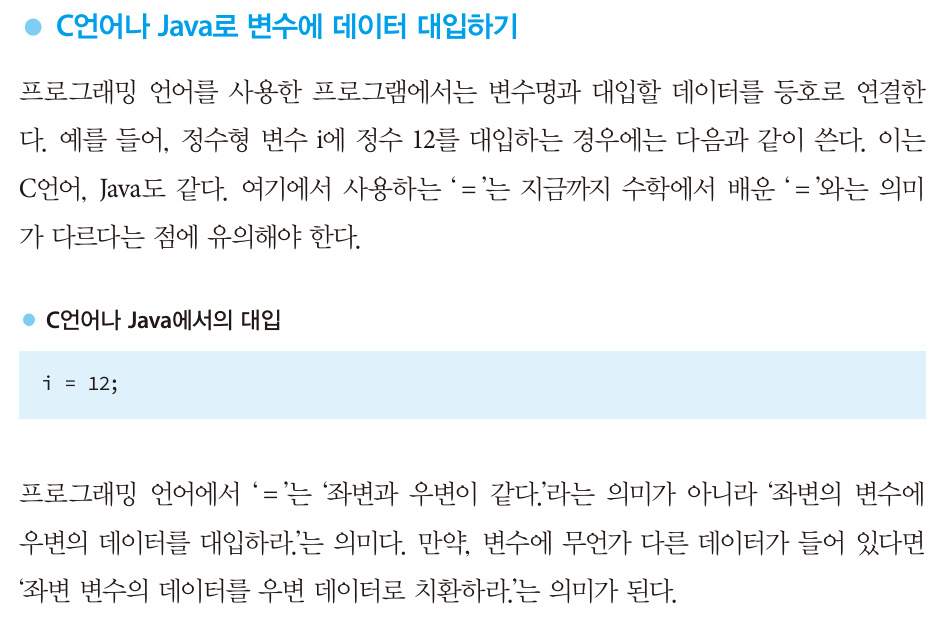 ● C언어나 Java로 변수에 데이터 대입하기
프로그래밍 언어를 사용한 프로그램에서는 변수명과 대입할 데이터를 등호로 연결한
다. 예를 들어, 정수형 변수 i에 정수 12를 대입하는 경우에는 다음과 같이 쓴다. 이는
C언어, Java도 같다. 여기에서 사용하는 ‘=’는 지금까지 수학에서 배운 ‘=’와는 의미
가 다르다는 점에 유의해야 한다.
● C언어나 Java에서의 대입
i = 12;
프로그래밍 언어에서 ‘=’는 ‘좌변과 우변이 같다.’라는 의미가 아니라 ‘좌변의 변수에
우변의 데이터를 대입하라.’는 의미다. 만약, 변수에 무언가 다른 데이터가 들어 있다면
‘좌변 변수의 데이터를 우변 데이터로 치환하라.’는 의미가 된다.